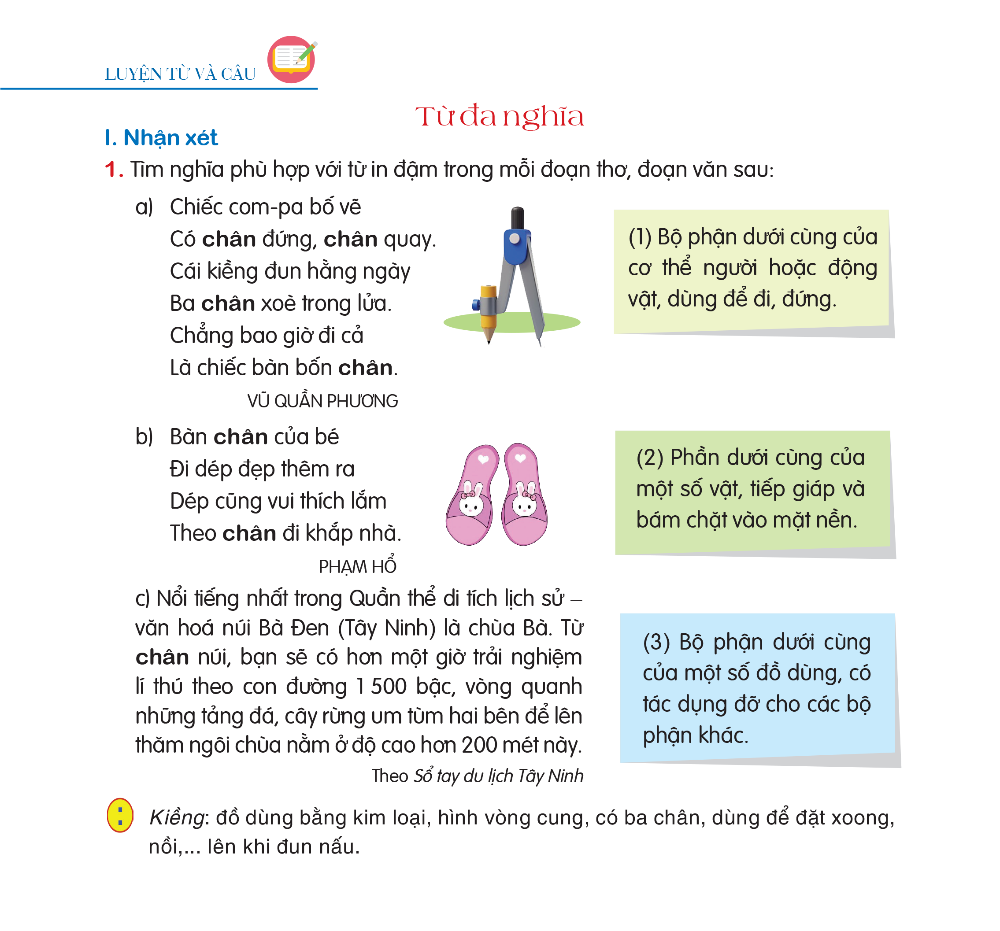 LUYỆN TỪ VÀ CÂU
Từ đa nghĩa
I. Nhận xét
1. Tìm nghĩa phù hợp với từ in đậm trong mỗi đoạn thơ, đoạn văn sau:
a) Chiếc com-pa bố vẽ
Có chân đứng, chân quay.
Cái kiềng đun hằng ngày
Ba chân xoè trong lửa.
Chẳng bao giờ đi cả
Là chiếc bàn bốn chân.
VŨ QUẦN PHƯƠNG
(1) Bộ phận dưới cùng của
cơ thể người hoặc động
vật, dùng để đi, đứng.
b) Bàn chân của bé
Đi dép đẹp thêm ra
Dép cũng vui thích lắm
Theo chân đi khắp nhà.
PHẠM HỔ
(2) Phần dưới cùng của
một số vật, tiếp giáp và
bám chặt vào mặt nền.
c) Nổi tiếng nhất trong Quần thể di tích lịch sử –
văn hoá núi Bà Đen (Tây Ninh) là chùa Bà. Từ
chân núi, bạn sẽ có hơn một giờ trải nghiệm
lí thú theo con đường 1 500 bậc, vòng quanh
những tảng đá, cây rừng um tùm hai bên để lên
thăm ngôi chùa nằm ở độ cao hơn 200 mét này.
Theo Sổ tay du lịch Tây Ninh
(3) Bộ phận dưới cùng
của một số đồ dùng, có
tác dụng đỡ cho các bộ
phận khác.
Kiềng: đồ dùng bằng kim loại, hình vòng cung, có ba chân, dùng để đặt xoong,
nồi,... lên khi đun nấu.